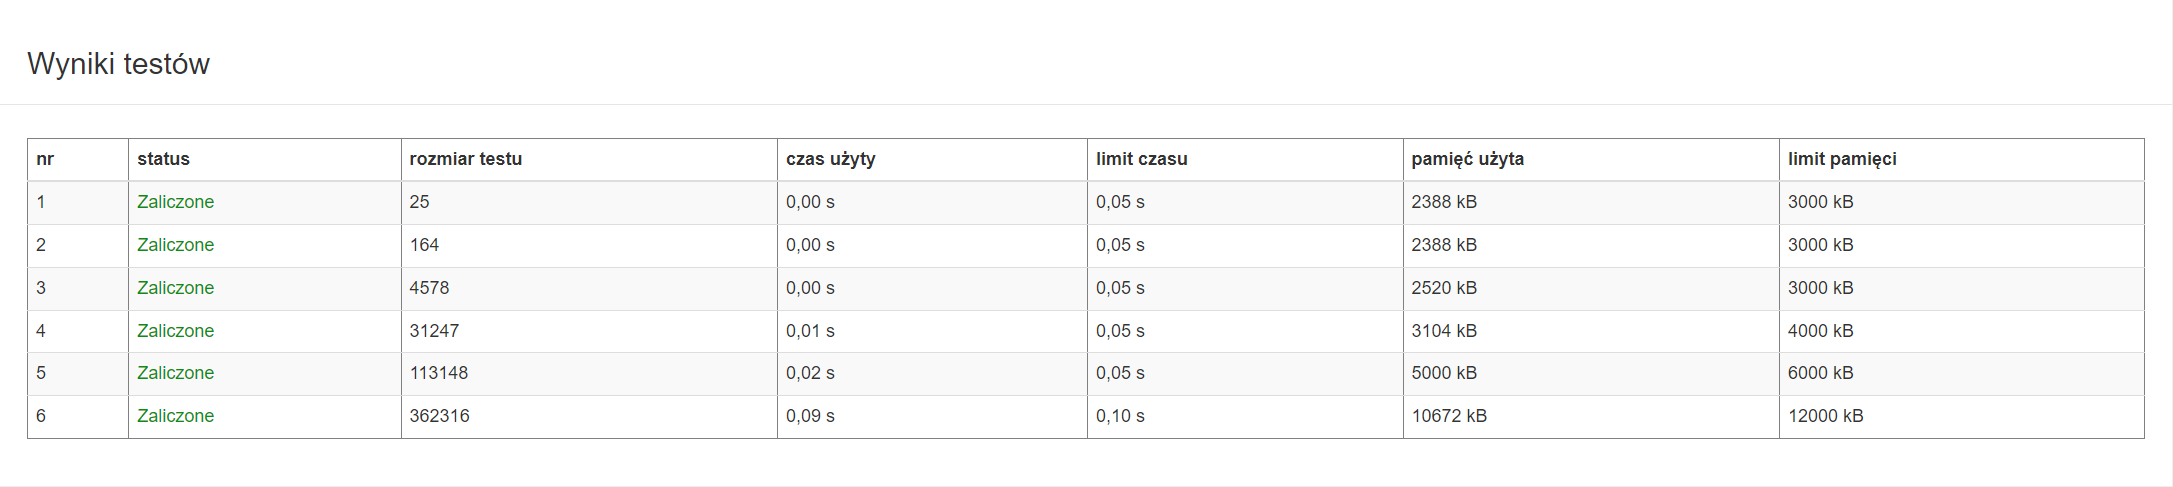 Wyniki testów
nr status rozmiar testu czas użyty limit czasu pamięć użyta limit pamięci
1 Zaliczone 25 0,00 s 0,05 s 2388 kB 3000 kB
2 Zaliczone 164 0,00 s 0,05 s 2388 kB 3000 kB
3 Zaliczone 4578 0,00 s 0,05 s 2520 kB 3000 kB
4 Zaliczone 31247 0,01 s 0,05 s 3104 kB 4000 kB
5 Zaliczone 113148 0,02 s 0,05 s 5000 kB 6000 kB
6 Zaliczone 362316 0,09 s 0,10 s 10672 kB 12000 kB